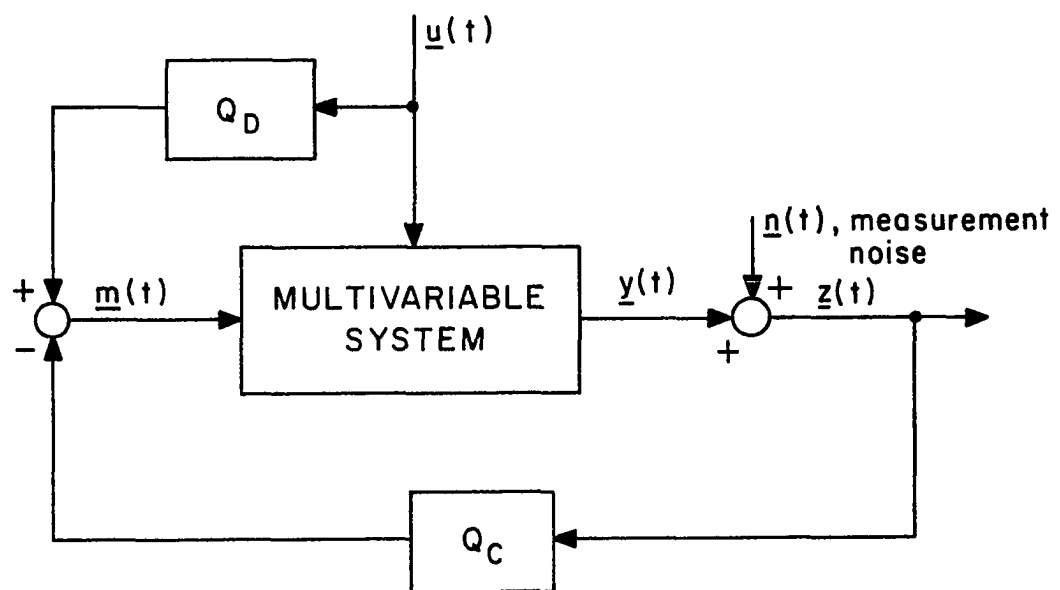 u(t)
Q_D
n(t), measurement
noise
+
m(t)
MULTIVARIABLE
SYSTEM
y(t)
+
z(t)
−
+
Q_C